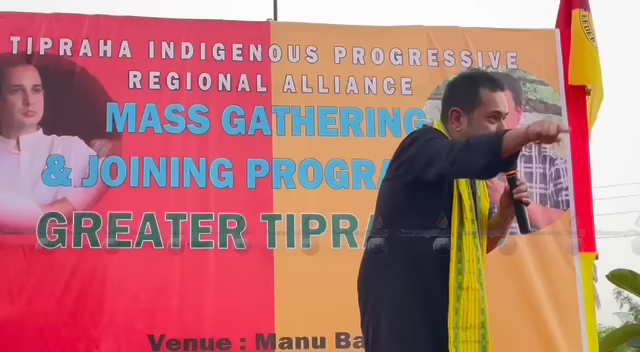 TIPRAHA INDIGENOUS PROGRESSIVE
REGIONAL ALLIANCE
MASS GATHERING
& JOINING PROGRA
GREATER TIPRA
Venue : Manu Ba